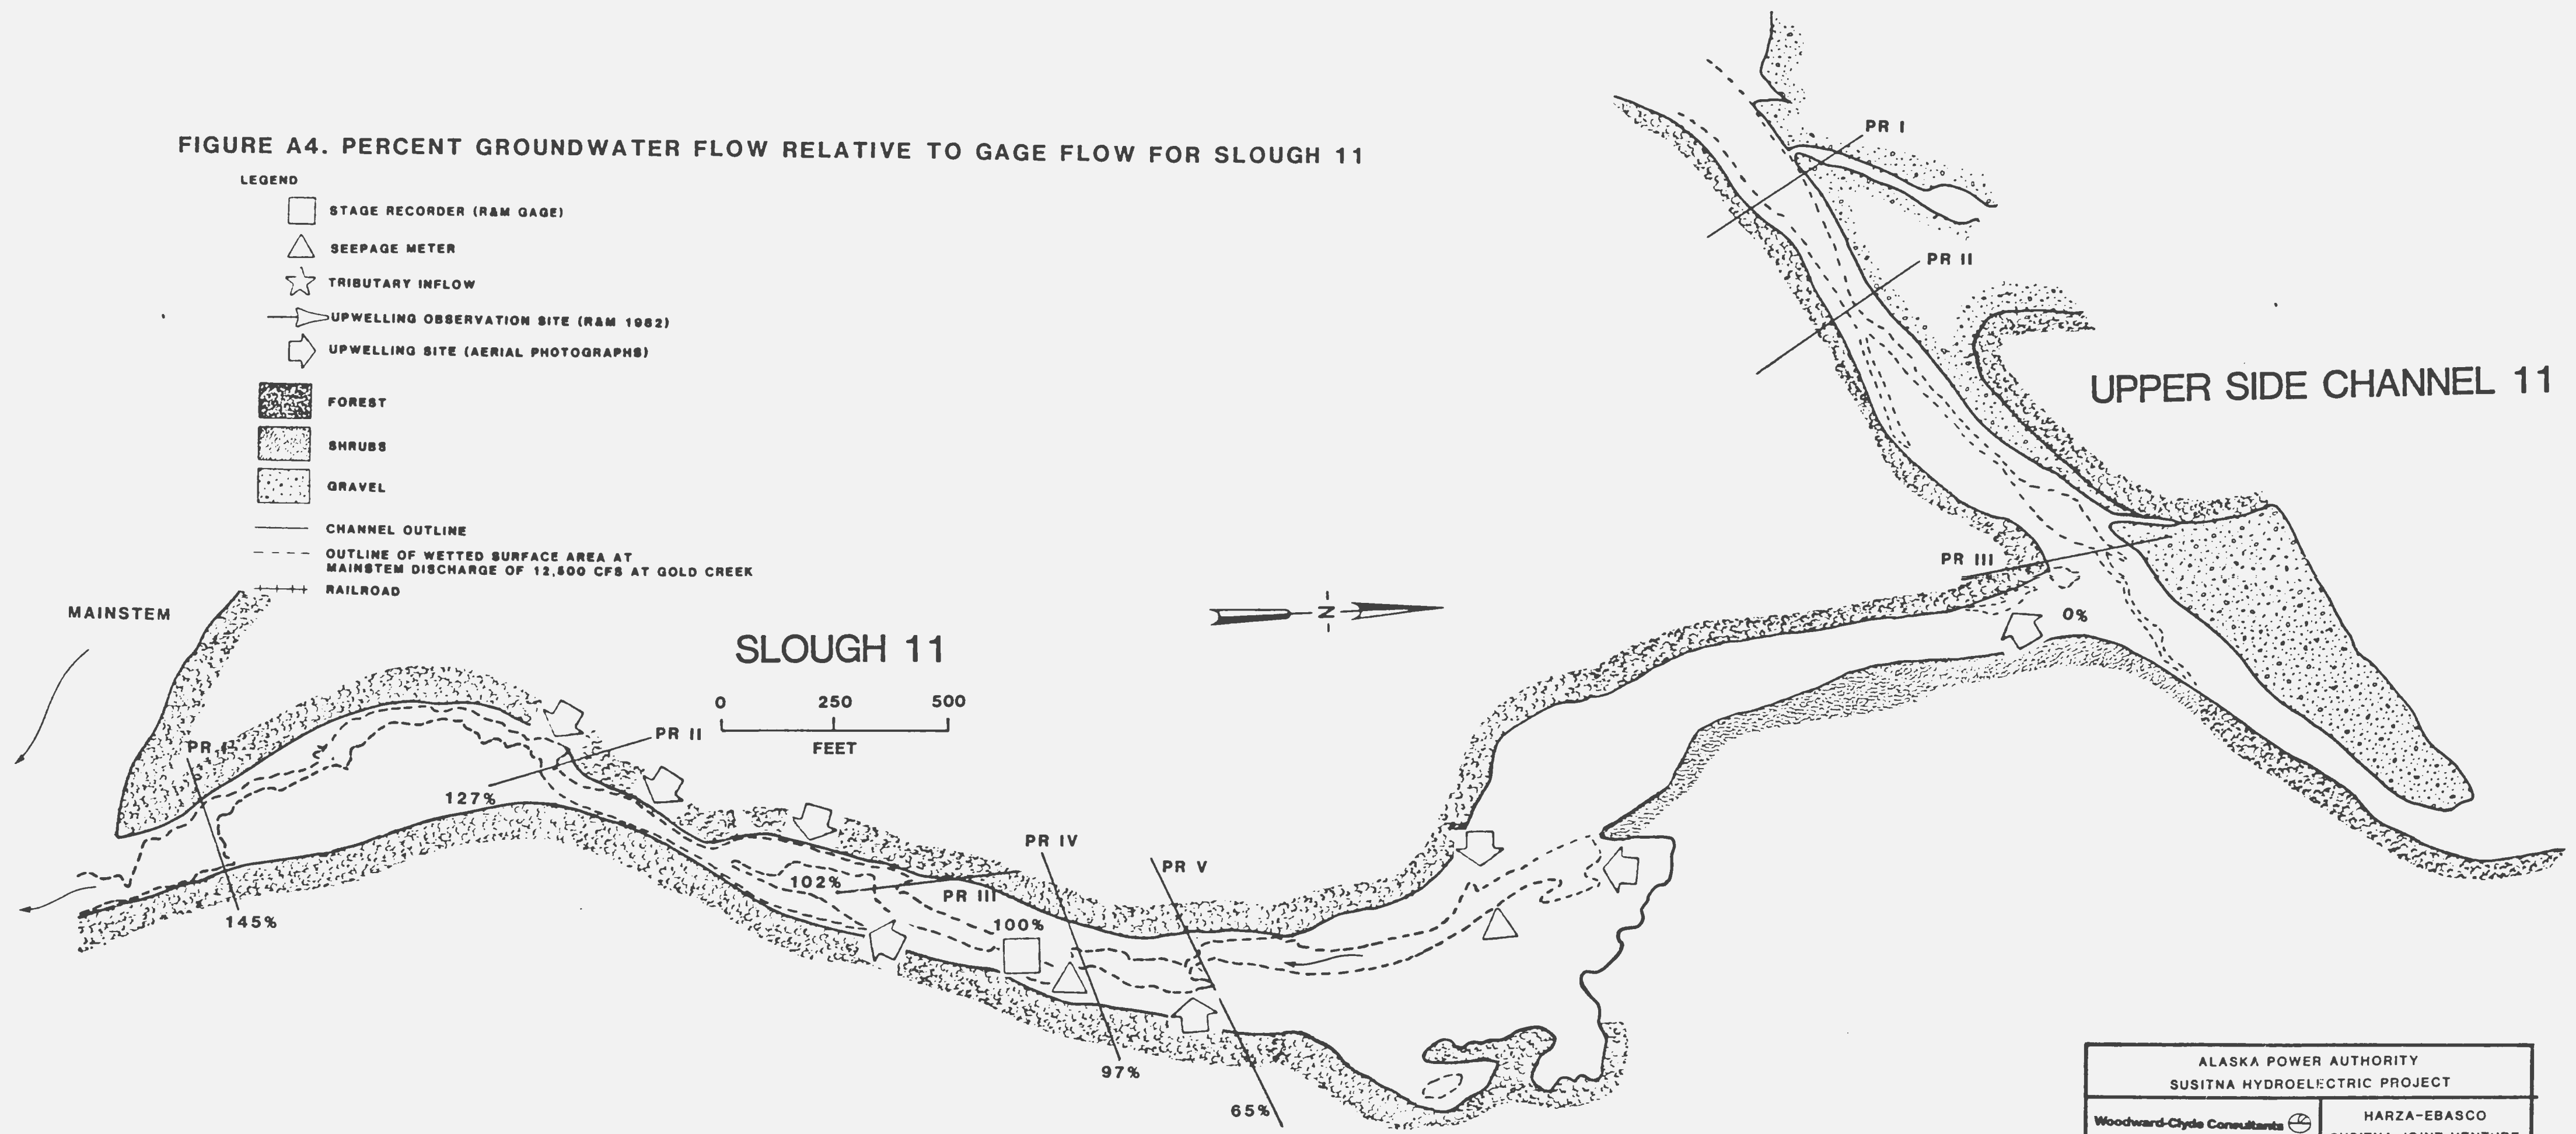 FIGURE A4. PERCENT GROUNDWATER FLOW RELATIVE TO GAGE FLOW FOR SLOUGH 11
LEGEND
STAGE RECORDER (R&M GAGE)
SEEPAGE METER
TRIBUTARY INFLOW
UPWELLING OBSERVATION SITE (R&M 1982)
UPWELLING SITE (AERIAL PHOTOGRAPHS)
FOREST
SHRUBS
GRAVEL
CHANNEL OUTLINE
OUTLINE OF WETTED SURFACE AREA AT
MAINSTEM DISCHARGE OF 12,500 CFS AT GOLD CREEK
RAILROAD
MAINSTEM
SLOUGH 11
0 250 500
FEET
N
PR I
PR II
UPPER SIDE CHANNEL 11
PR III
0%
PR I
PR II
127%
145%
102%
PR III
100%
PR IV
PR V
97%
65%
ALASKA POWER AUTHORITY
SUSITNA HYDROELECTRIC PROJECT
Woodward-Clyde Consultants
HARZA-EBASCO